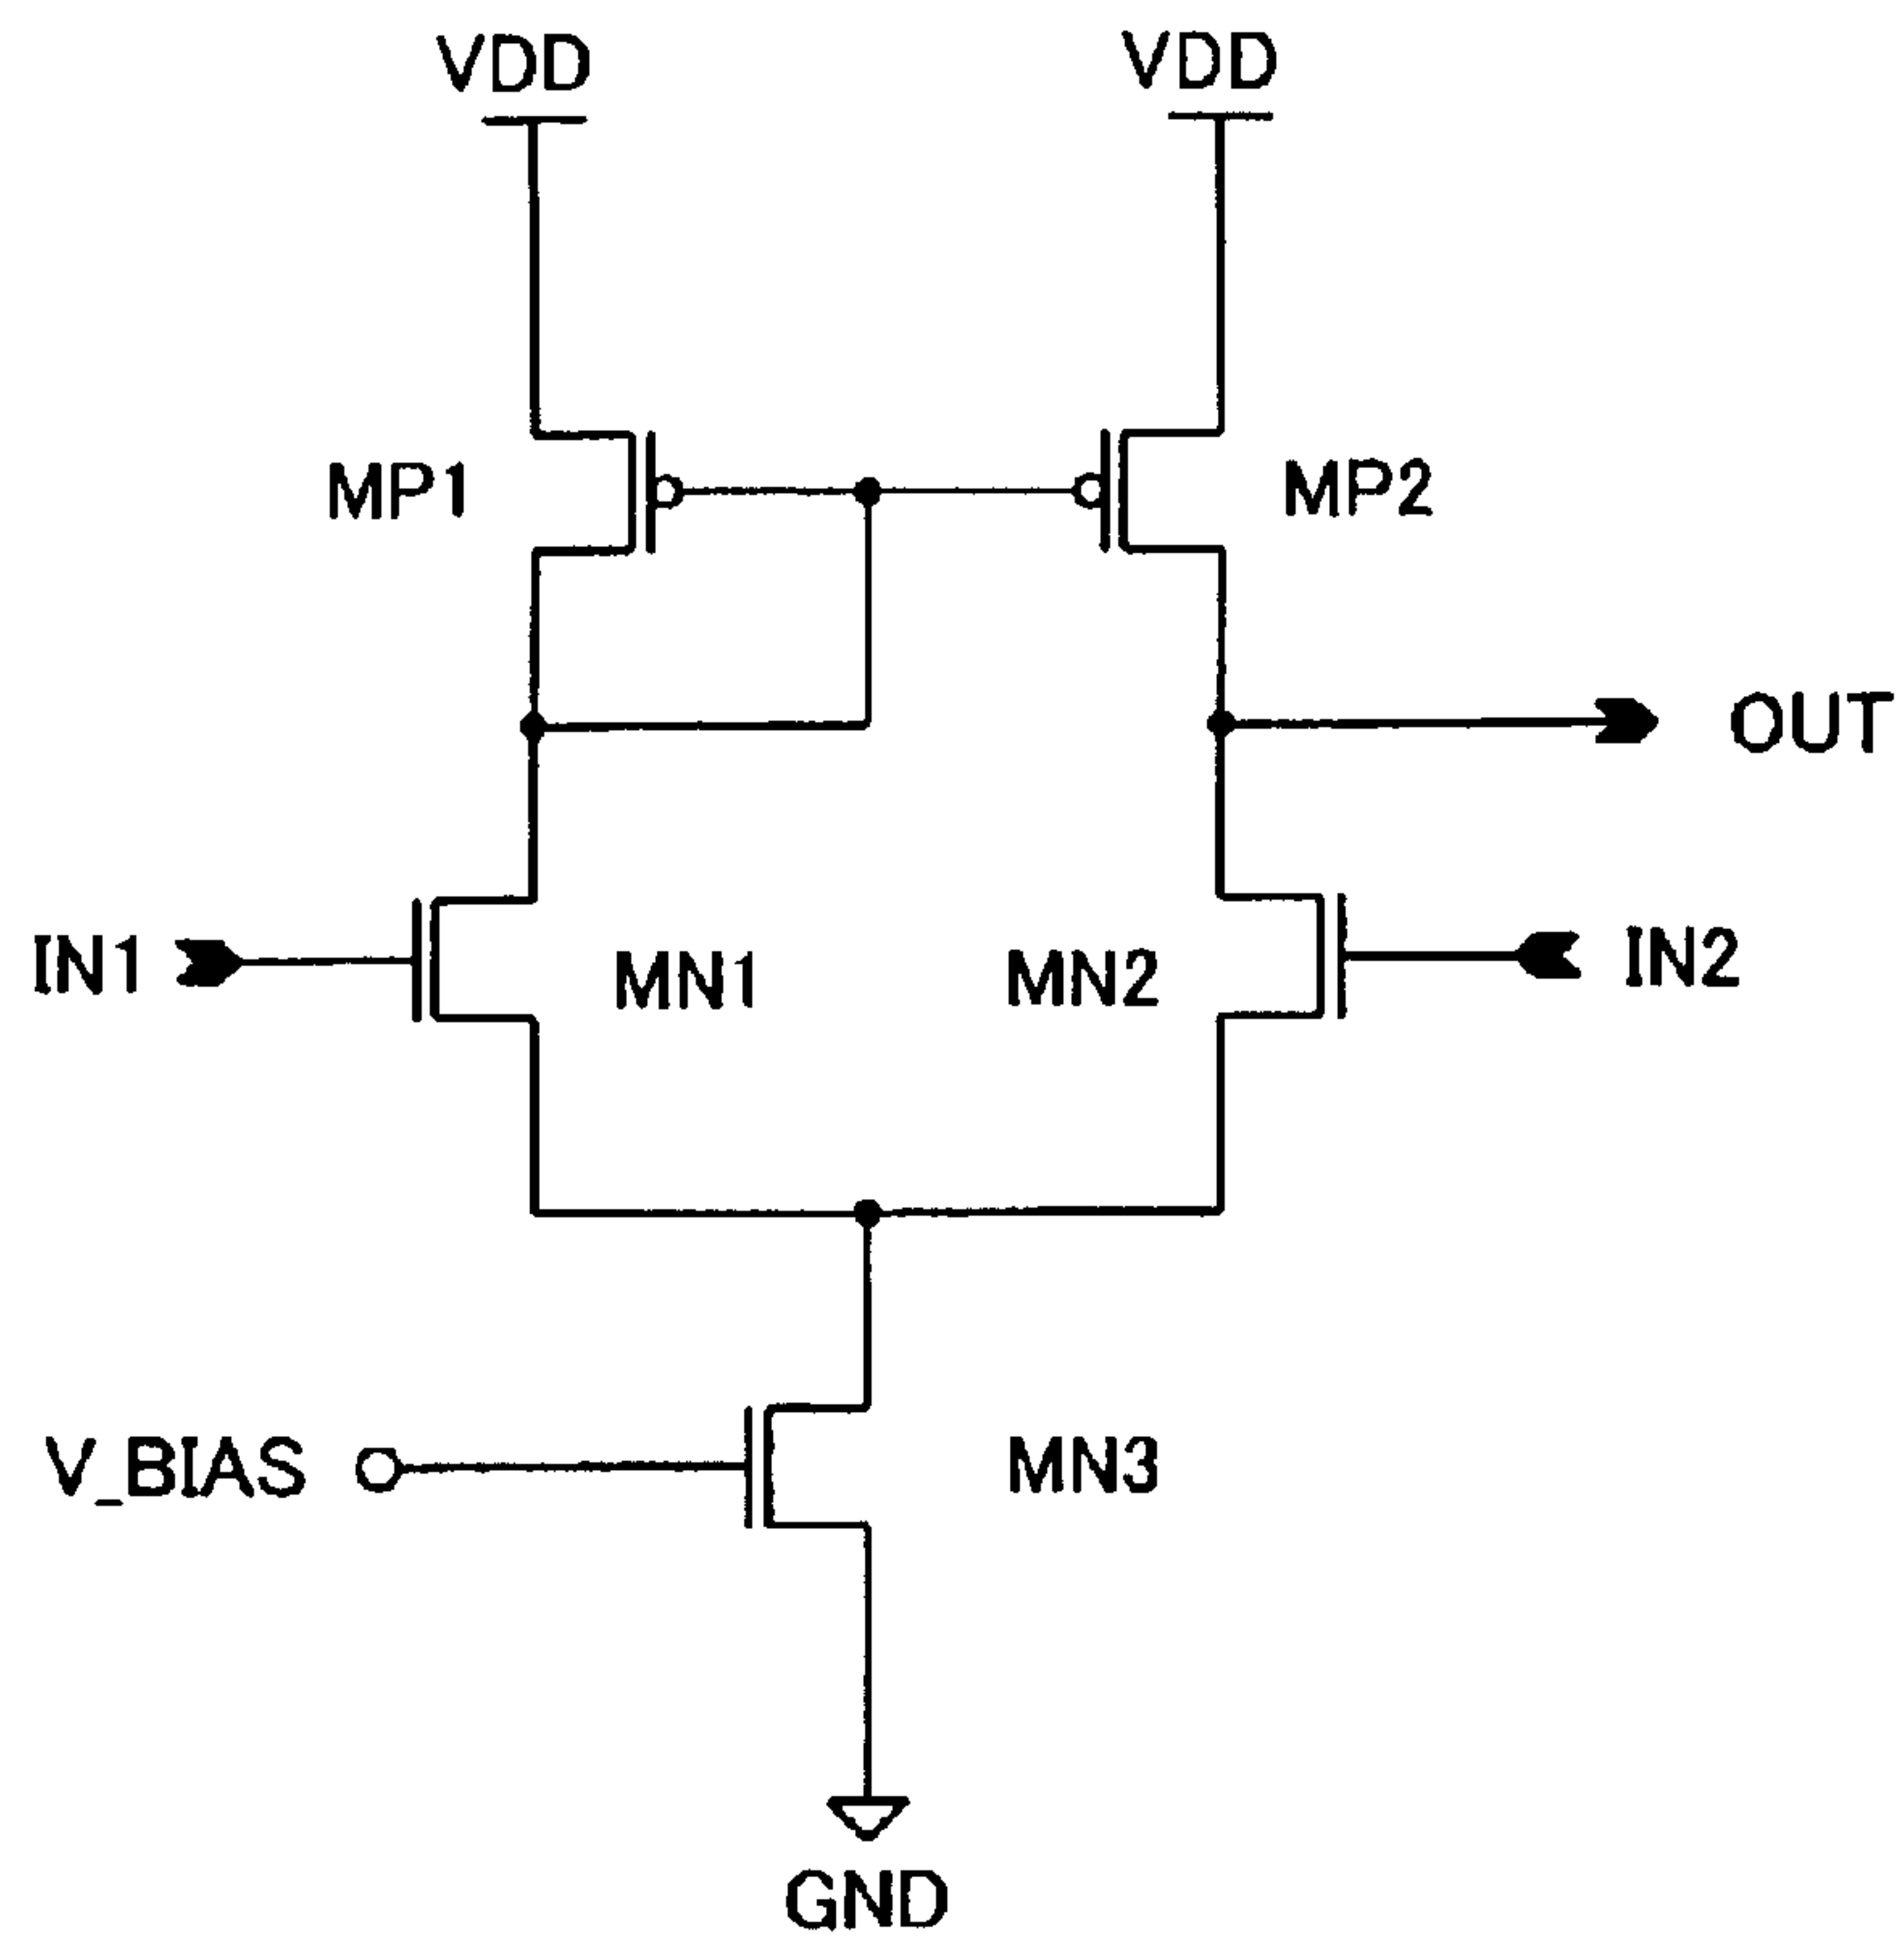 VDD
VDD
MP1
MP2
OUT
IN1
MN1
MN2
IN2
V_BIAS
MN3
GND